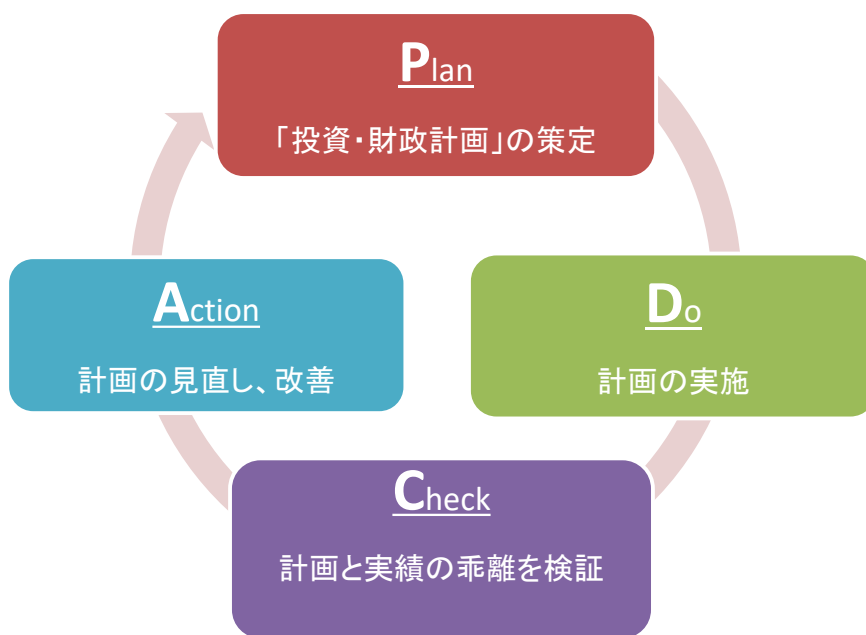 Plan
「投資・財政計画」の策定
Do
計画の実施
Check
計画と実績の乖離を検証
Action
計画の見直し、改善